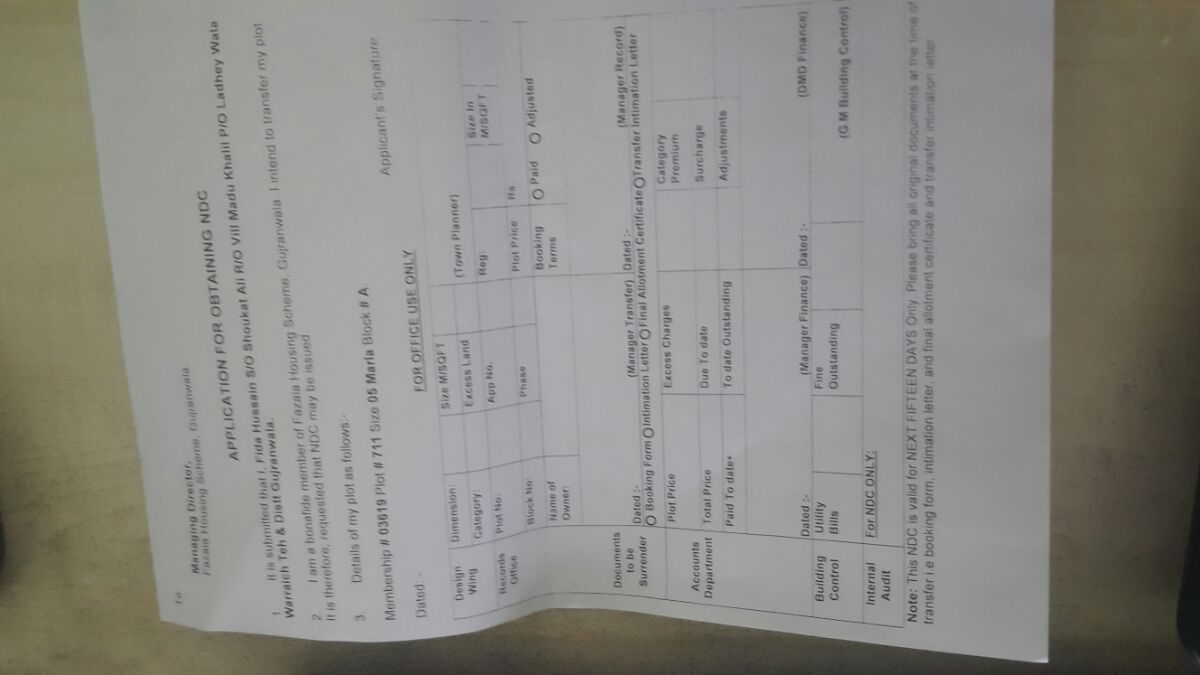 To
Managing Director,
Fazaia Housing Scheme, Gujranwala.
APPLICATION FOR OBTAINING NDC
1. It is submitted that I, Fida Hussain S/O Shoukat Ali R/O Vill Madu Khalil P/O Ladhey Wala
Warraich Teh & Distt Gujranwala.
2. I am a bonafide member of Fazaia Housing Scheme, Gujranwala. I intend to transfer my plot
It is therefore, requested that NDC may be issued
3. Details of my plot as follows:-
Membership # 03619 Plot # 711 Size 05 Marla Block # A
Applicant's Signature
Dated: -
FOR OFFICE USE ONLY
Design Wing
Dimension:
Size M/SQFT
(Town Planner)
Category:
Excess Land
Reg:
Size In M/SQFT
Records Office
Plot No:
App No.
Plot Price
Rs.
Block No:
Phase
Booking Terms
O Paid O Adjusted
Name of Owner:
Documents to be Surrender
Dated :-
(Manager Transfer)
Dated :-
(Manager Record)
O Booking Form O Intimation Letter O Final Allotment Certificate O Transfer Intimation Letter
Accounts Department
Plot Price
Excess Charges
Category Premium
Total Price
Due To date
Surcharge
Paid To date+
To date Outstanding
Adjustments
Dated :-
(Manager Finance)
Dated :-
(DMD Finance)
Building Control
Utility Bills
Fine Outstanding
(G.M Building Control)
Internal Audit
For NDC ONLY:
Note: This NDC is valid for NEXT FIFTEEN DAYS Only. Please bring all original documents at the time of
transfer i.e booking form, intimation letter, and final allotment certificate and transfer intimation letter